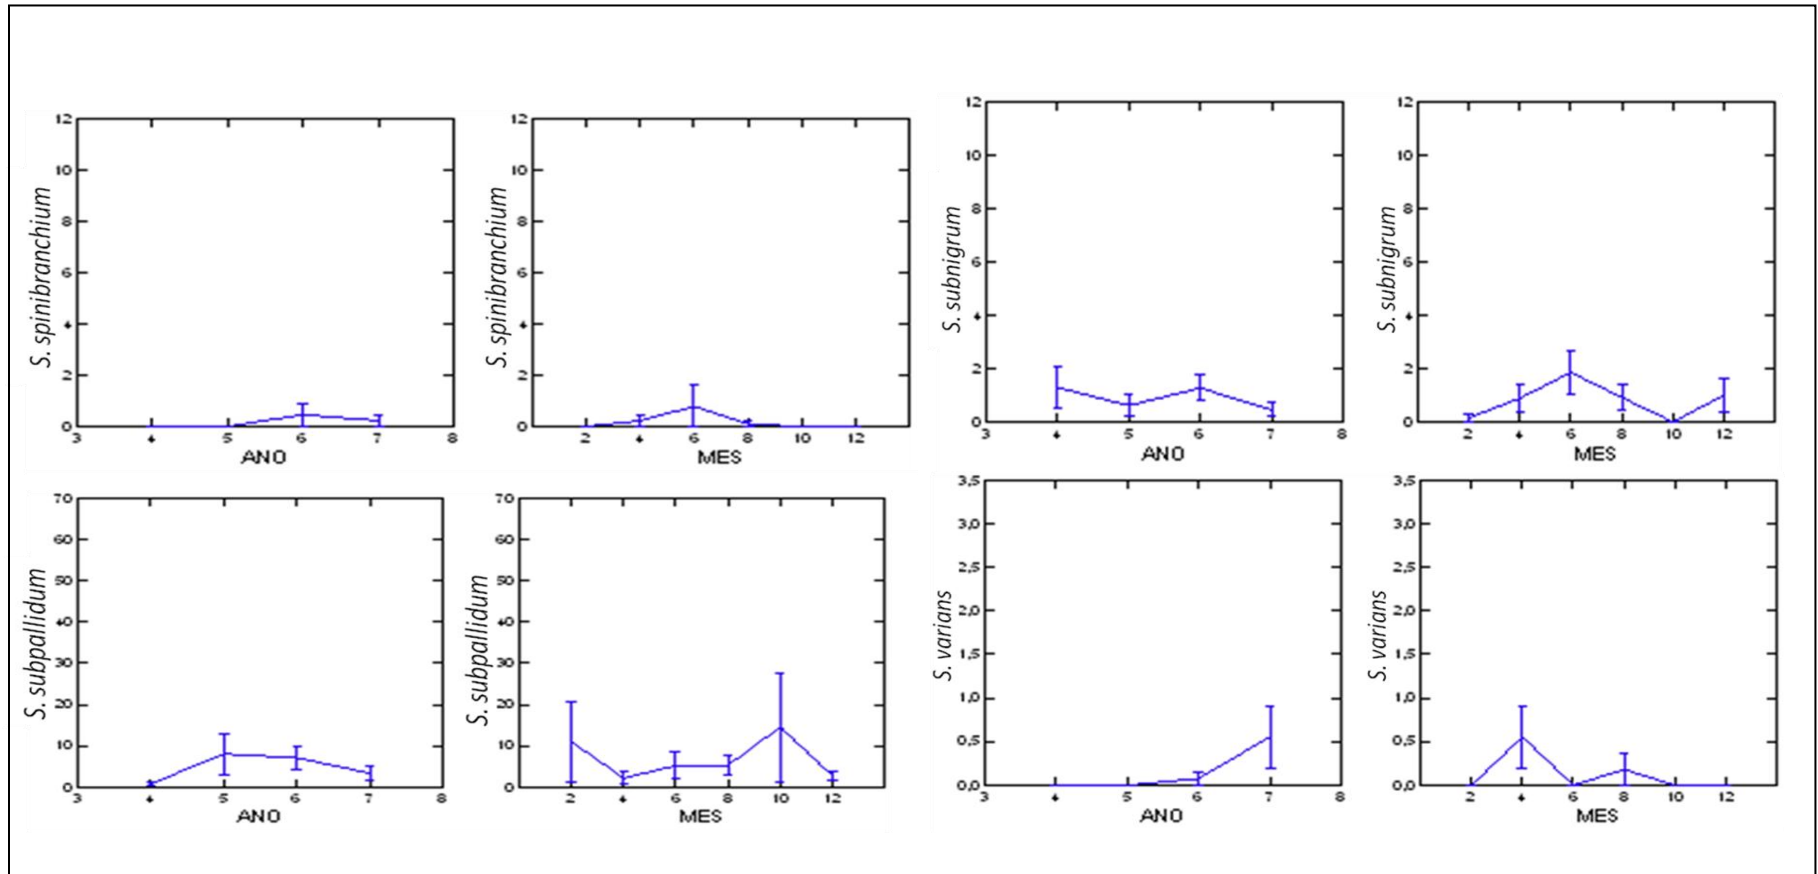 S. spinibranchium
12
10
8
6
4
2
0
3 4 5 6 7 8
ANO
S. spinibranchium
12
10
8
6
4
2
0
2 4 6 8 10 12
MES
S. subnigrum
12
10
8
6
4
2
0
3 4 5 6 7 8
ANO
S. subnigrum
12
10
8
6
4
2
0
2 4 6 8 10 12
MES
S. subpallidum
70
60
50
40
30
20
10
0
3 4 5 6 7 8
ANO
S. subpallidum
70
60
50
40
30
20
10
0
2 4 6 8 10 12
MES
S. varians
3,5
3,0
2,5
2,0
1,5
1,0
0,5
0,0
3 4 5 6 7 8
ANO
S. varians
3,5
3,0
2,5
2,0
1,5
1,0
0,5
0,0
2 4 6 8 10 12
MES